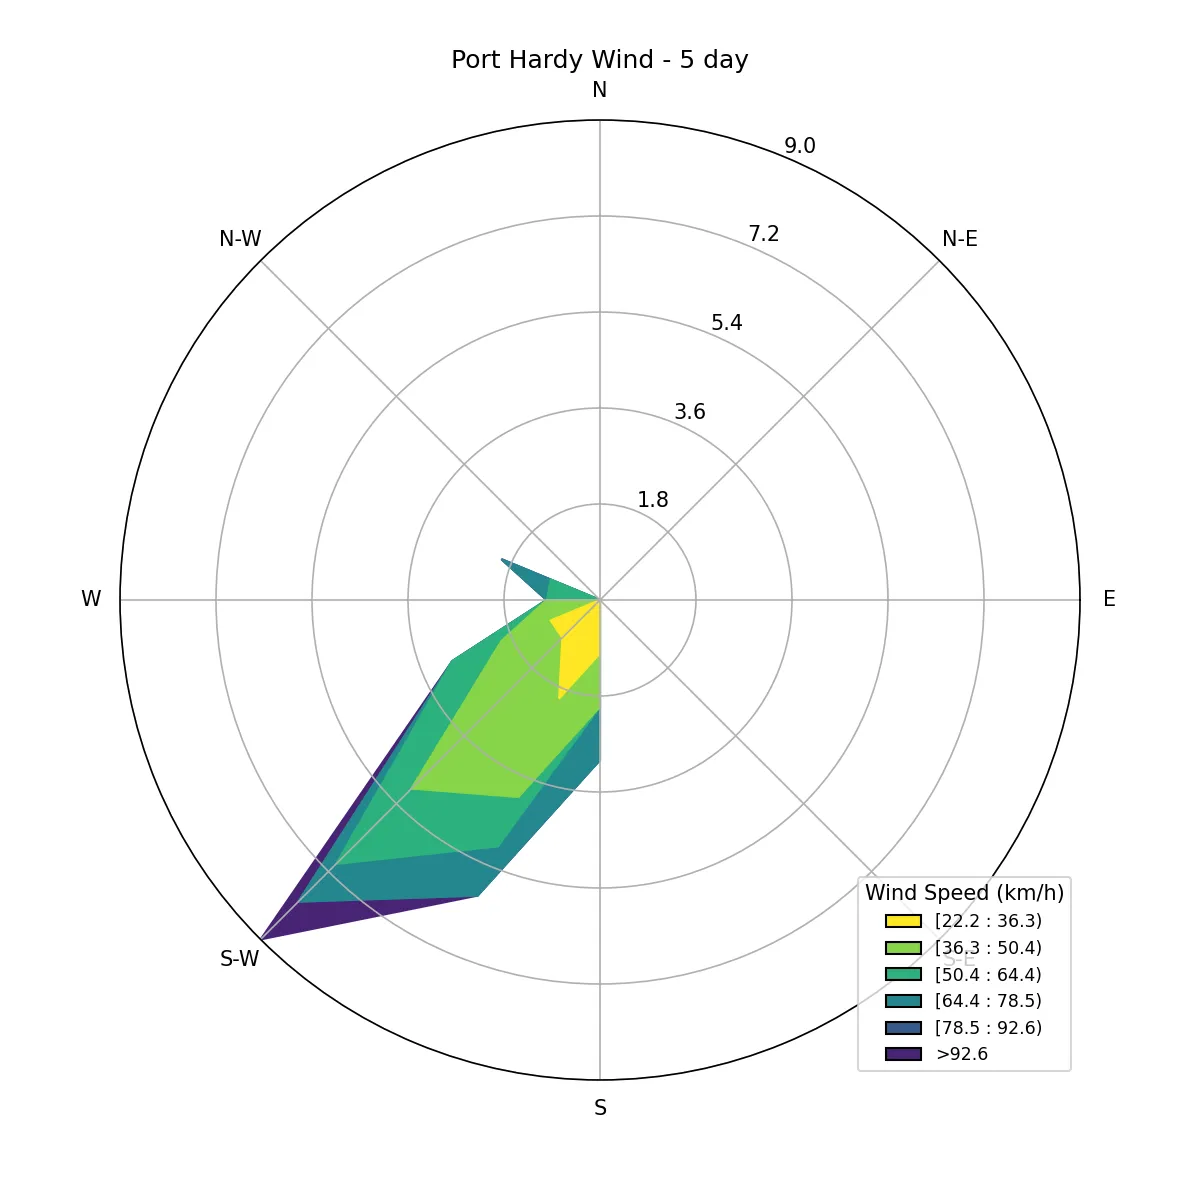 Port Hardy Wind - 5 day
N
9.0
N-W
7.2
N-E
5.4
3.6
1.8
W
E
Wind Speed (km/h)
[22.2 : 36.3)
[36.3 : 50.4)
S-W
S-E
[50.4 : 64.4)
[64.4 : 78.5)
[78.5 : 92.6)
>92.6
S